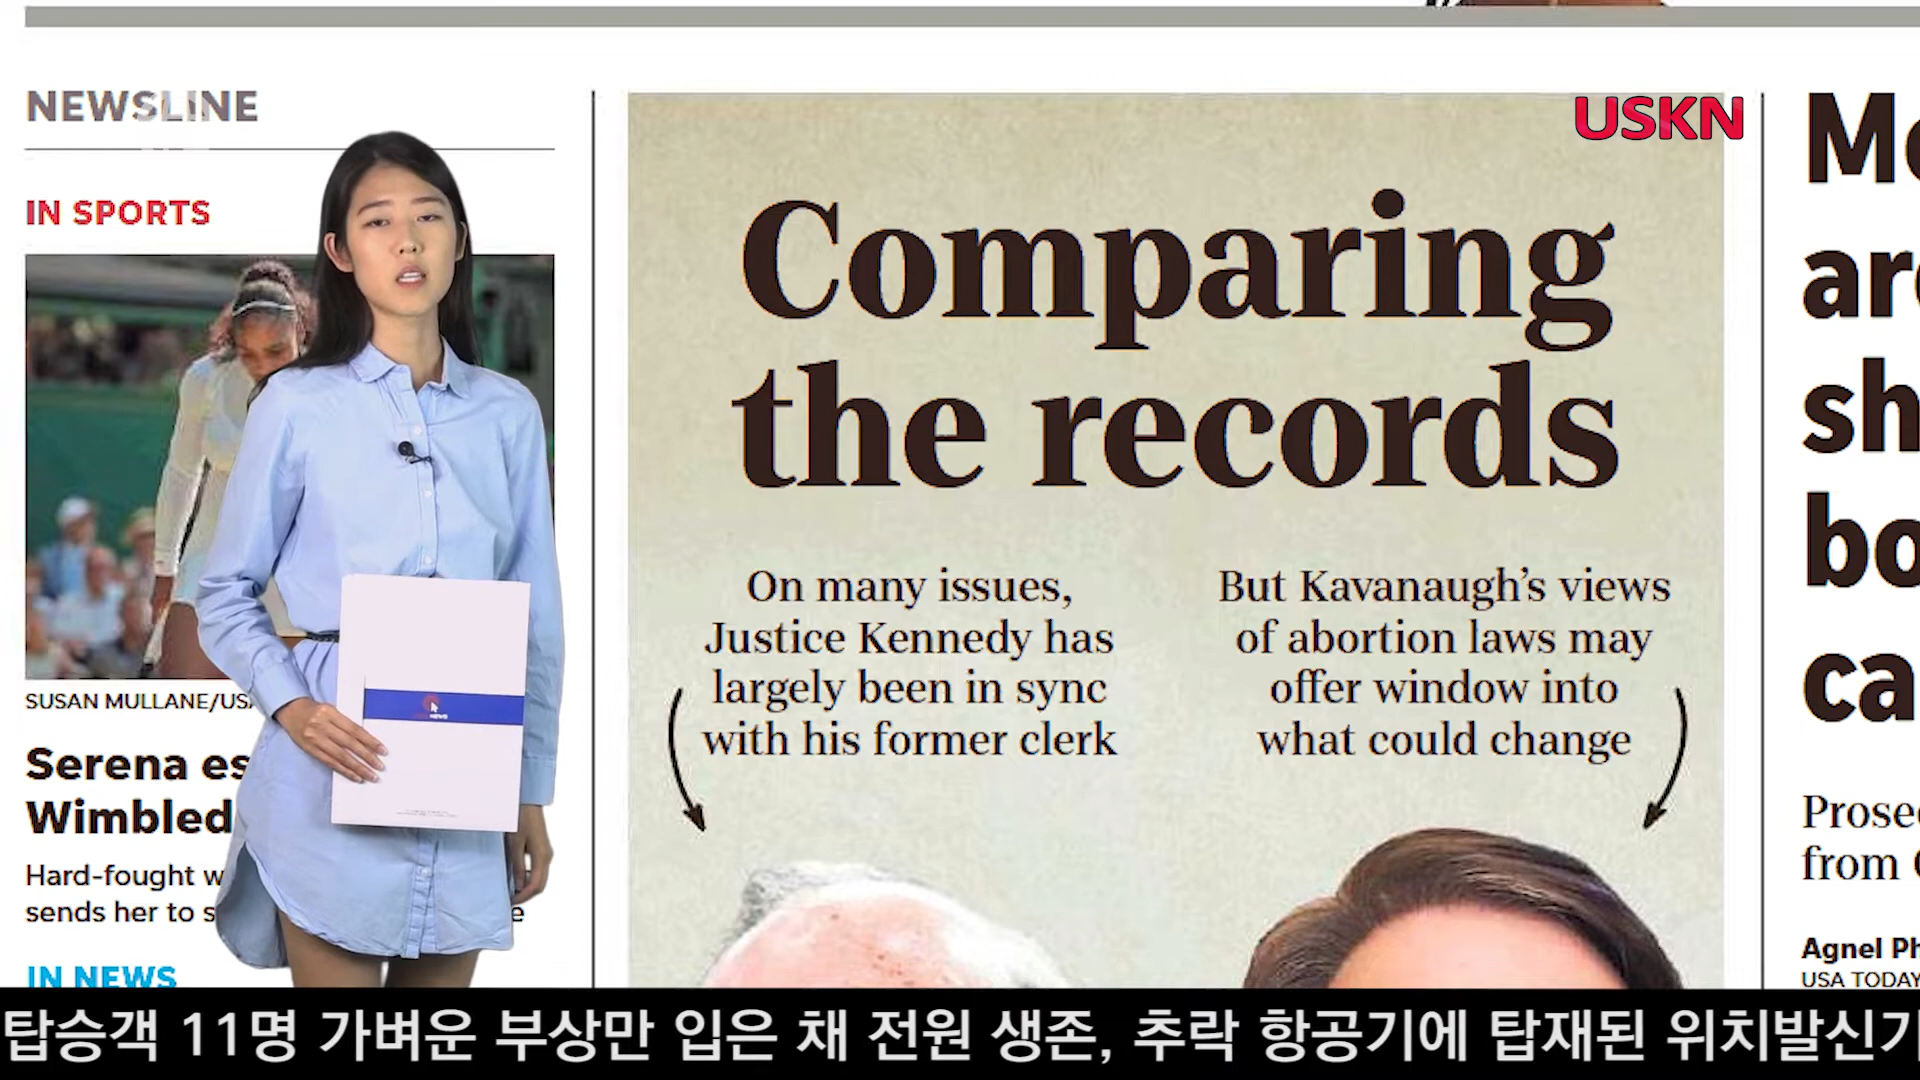 NEWSLINE
IN SPORTS
SUSAN MULLANE/USA
Serena es
Wimbled
Hard-fought w
sends her to s
e
IN NEWS
USKN
Comparing
the records
On many issues,
Justice Kennedy has
largely been in sync
with his former clerk
But Kavanaugh’s views
of abortion laws may
offer window into
what could change
Mo
are
sh
bo
ca
Prose
from
Agnel Ph
USA TODAY
NEWS
탑승객 11명 가벼운 부상만 입은 채 전원 생존, 추락 항공기에 탑재된 위치발신기